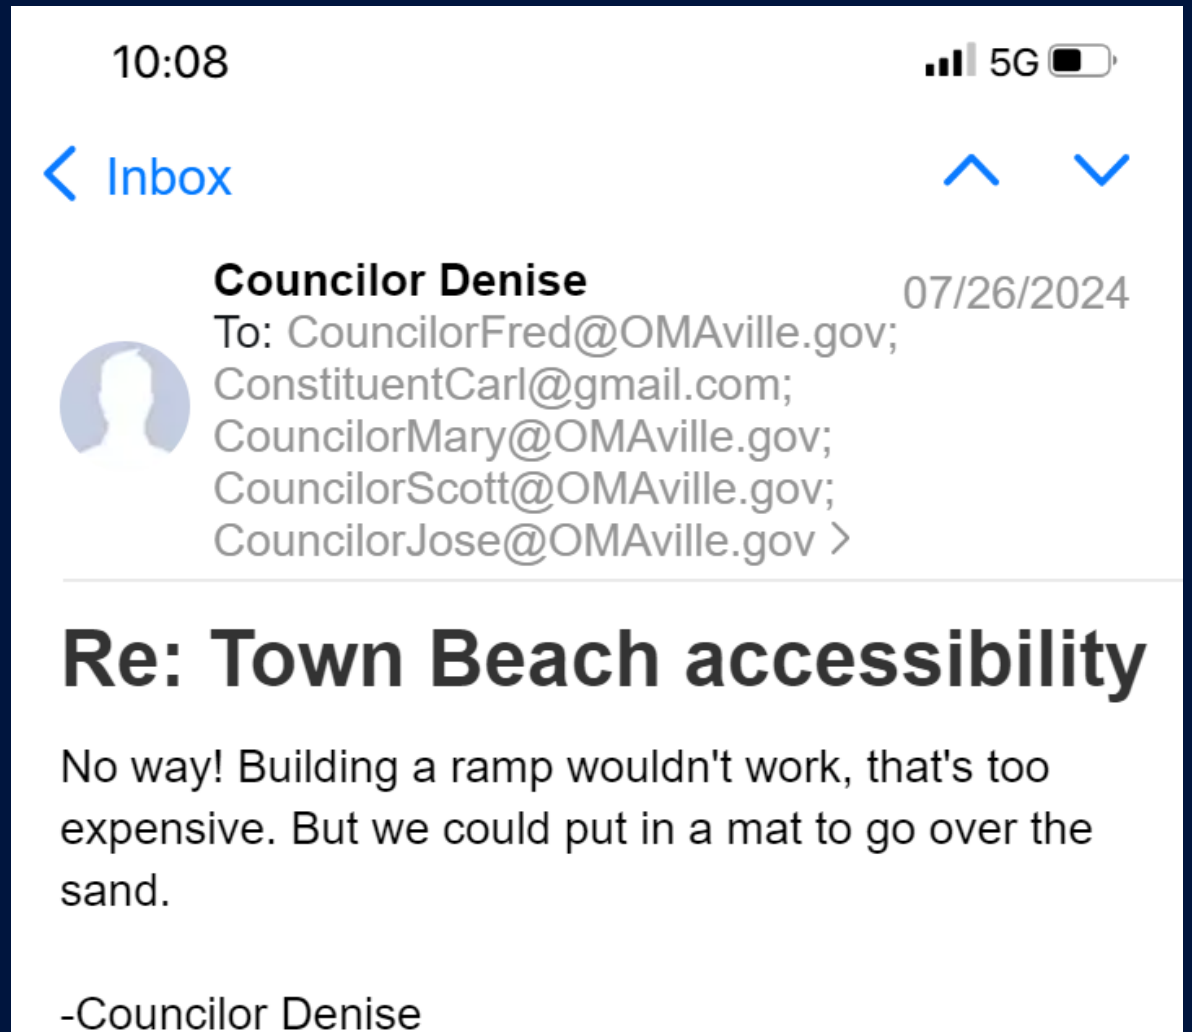 10:08 5G
Inbox
Councilor Denise 07/26/2024
To: CouncilorFred@OMAville.gov;
ConstituentCarl@gmail.com;
CouncilorMary@OMAville.gov;
CouncilorScott@OMAville.gov;
CouncilorJose@OMAville.gov
Re: Town Beach accessibility
No way! Building a ramp wouldn't work, that's too
expensive. But we could put in a mat to go over the
sand.
-Councilor Denise